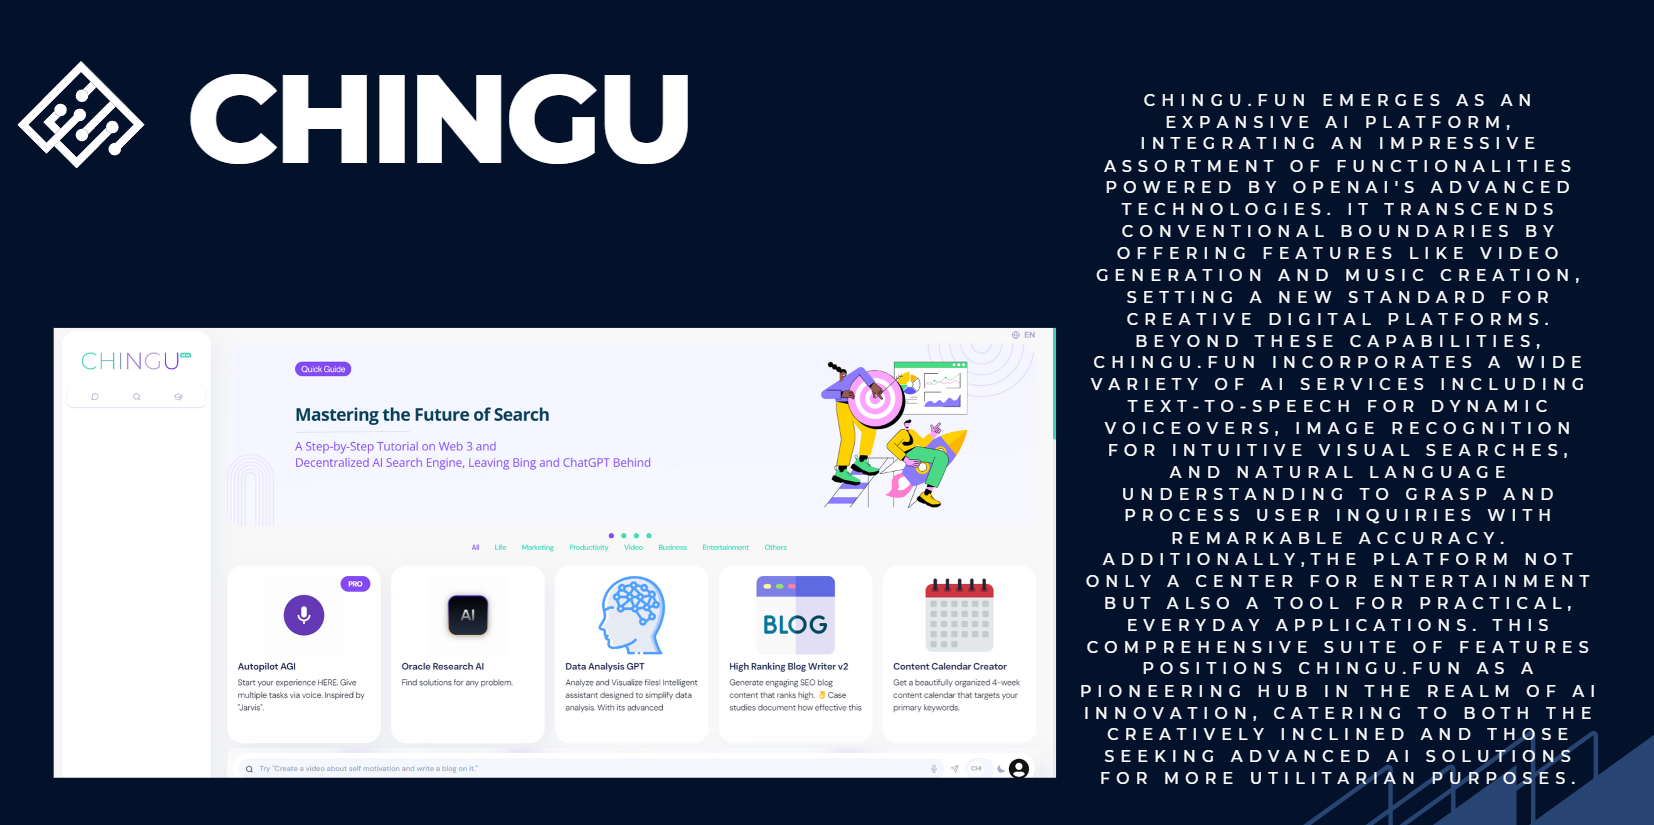 CHINGU
CHINGU.FUN EMERGES AS AN
EXPANSIVE AI PLATFORM,
INTEGRATING AN IMPRESSIVE
ASSORTMENT OF FUNCTIONALITIES
POWERED BY OPENAI'S ADVANCED
TECHNOLOGIES. IT TRANSCENDS
CONVENTIONAL BOUNDARIES BY
OFFERING FEATURES LIKE VIDEO
GENERATION AND MUSIC CREATION,
SETTING A NEW STANDARD FOR
CREATIVE DIGITAL PLATFORMS.
BEYOND THESE CAPABILITIES,
CHINGU.FUN INCORPORATES A WIDE
VARIETY OF AI SERVICES INCLUDING
TEXT-TO-SPEECH FOR DYNAMIC
VOICEOVERS, IMAGE RECOGNITION
FOR INTUITIVE VISUAL SEARCHES,
AND NATURAL LANGUAGE
UNDERSTANDING TO GRASP AND
PROCESS USER INQUIRIES WITH
REMARKABLE ACCURACY.
ADDITIONALLY,THE PLATFORM NOT
ONLY A CENTER FOR ENTERTAINMENT
BUT ALSO A TOOL FOR PRACTICAL,
EVERYDAY APPLICATIONS. THIS
COMPREHENSIVE SUITE OF FEATURES
POSITIONS CHINGU.FUN AS A
PIONEERING HUB IN THE REALM OF AI
INNOVATION, CATERING TO BOTH THE
CREATIVELY INCLINED AND THOSE
SEEKING ADVANCED AI SOLUTIONS
FOR MORE UTILITARIAN PURPOSES.
EN
CHINGU
Quick Guide
Mastering the Future of Search
A Step-by-Step Tutorial on Web 3 and
Decentralized AI Search Engine, Leaving Bing and ChatGPT Behind
All Life Marketing Productivity Video Business Entertainment Others
PRO
Autopilot AGI
Start your experience HERE. Give
multiple tasks via voice. Inspired by
"Jarvis".
AI
Oracle Research AI
Find solutions for any problem.
Data Analysis GPT
Analyze and Visualize files! Intelligent
assistant designed to simplify data
analysis. With its advanced
BLOG
High Ranking Blog Writer v2
Generate engaging SEO blog
content that ranks high. 👌 Case
studies document how effective this
Content Calendar Creator
Get a beautifully organized 4-week
content calendar that targets your
primary keywords.
Try "Create a video about self motivation and write a blog on it."
CHI